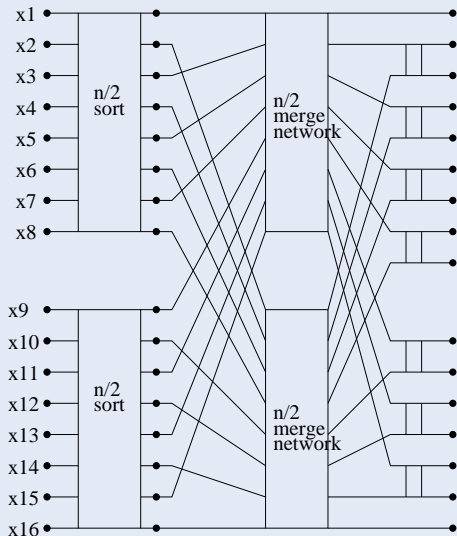 x1
x2
x3
x4
x5
x6
x7
x8
x9
x10
x11
x12
x13
x14
x15
x16
n/2
sort
n/2
sort
n/2
merge
network
n/2
merge
network